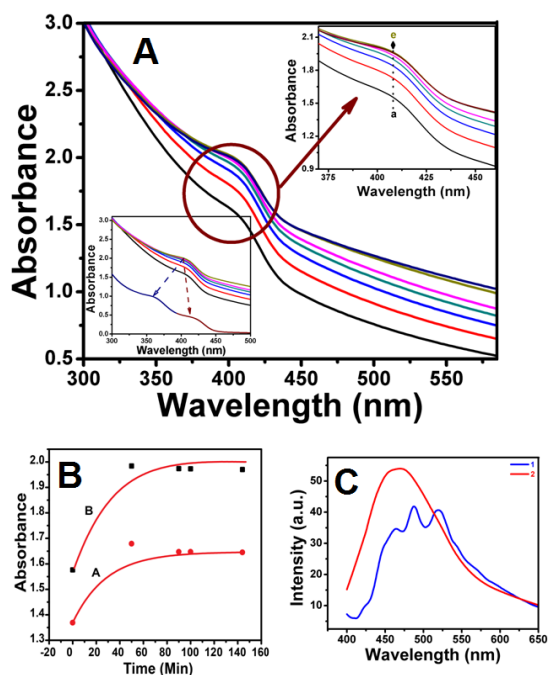 A
3.0
2.5
2.0
1.5
1.0
0.5
Absorbance
300 350 400 450 500 550
Wavelength (nm)
2.1
1.8
1.5
1.2
0.9
Absorbance
e
a
375 400 425 450
Wavelength (nm)
3.0
2.5
2.0
1.5
1.0
0.5
0.0
Absorbance
300 350 400 450 500
Wavelength (nm)
B
2.1
2.0
1.9
1.8
1.7
1.6
1.5
1.4
1.3
Absorbance
B
A
-20 0 20 40 60 80 100 120 140 160
Time (Min)
C
1
2
50
40
30
20
10
Intensity (a.u.)
400 450 500 550 600 650
Wavelength (nm)